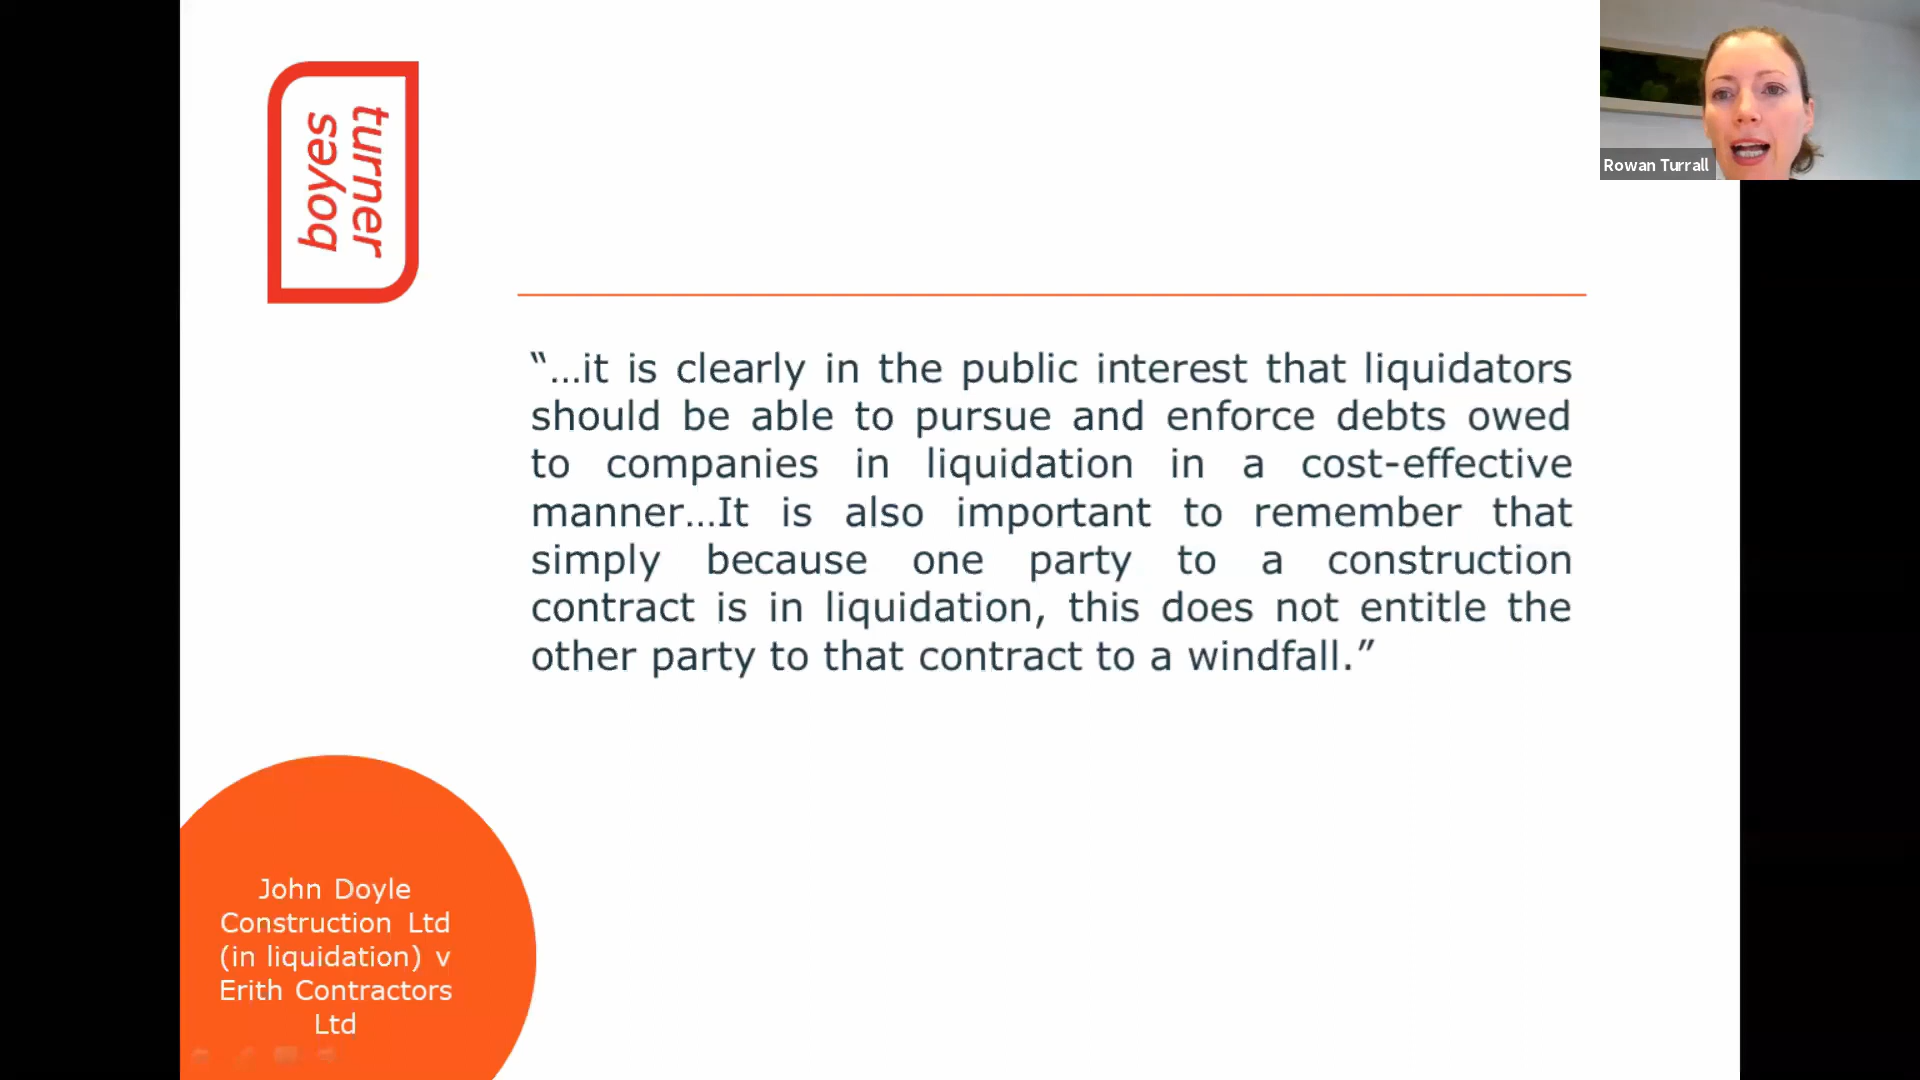 turner
boyes
Rowan Turrall
“...it is clearly in the public interest that liquidators
should be able to pursue and enforce debts owed
to companies in liquidation in a cost-effective
manner...It is also important to remember that
simply because one party to a construction
contract is in liquidation, this does not entitle the
other party to that contract to a windfall.”
John Doyle
Construction Ltd
(in liquidation) v
Erith Contractors
Ltd